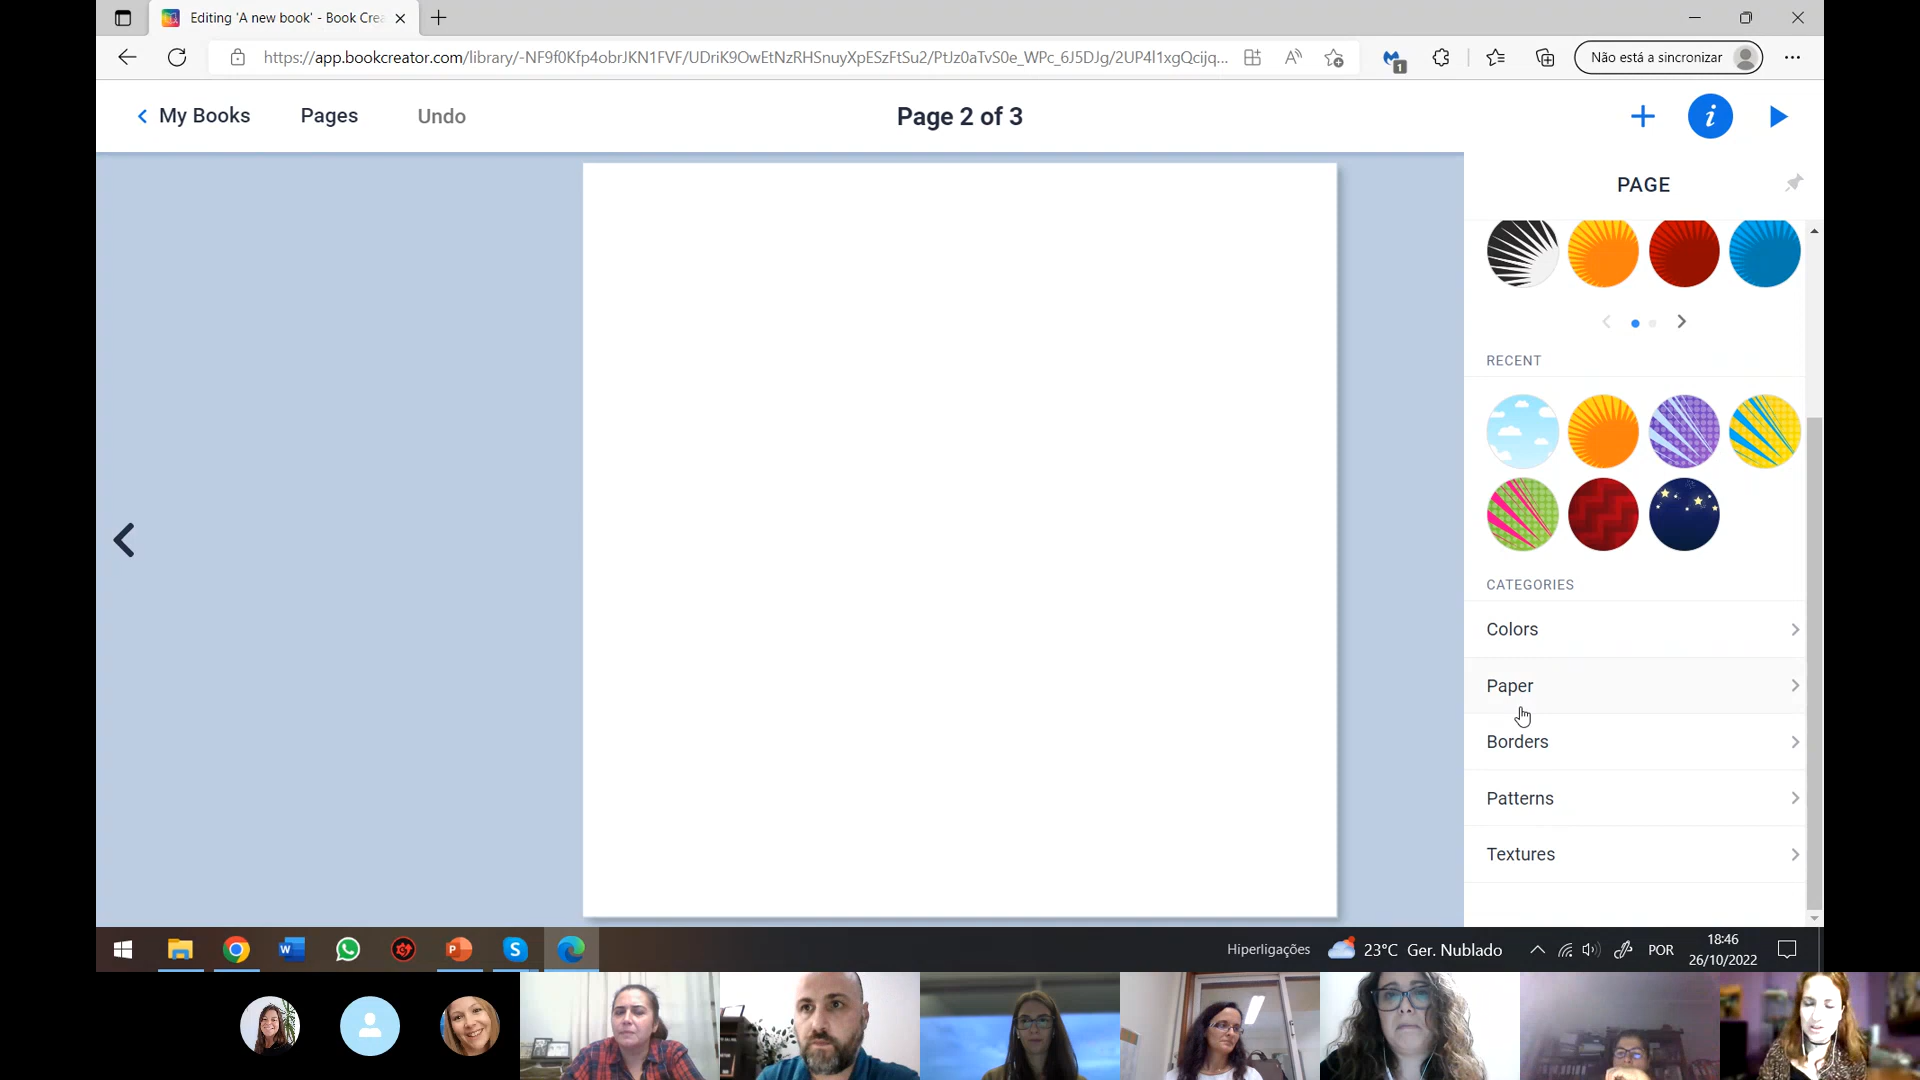 Editing 'A new book' - Book Crea
https://app.bookcreator.com/library/-NF9f0Kfp4obrJKN1FVF/UDriK9OwEtNzRHSnuyXpESzFtSu2/PtJz0aTvS0e_WPc_6J5DJg/2UP4l1xgQcijq...
1
Não está a sincronizar
My Books
Pages
Undo
Page 2 of 3
PAGE
RECENT
CATEGORIES
Colors
Paper
Borders
Patterns
Textures
Hiperligações
23°C Ger. Nublado
POR
18:46
26/10/2022